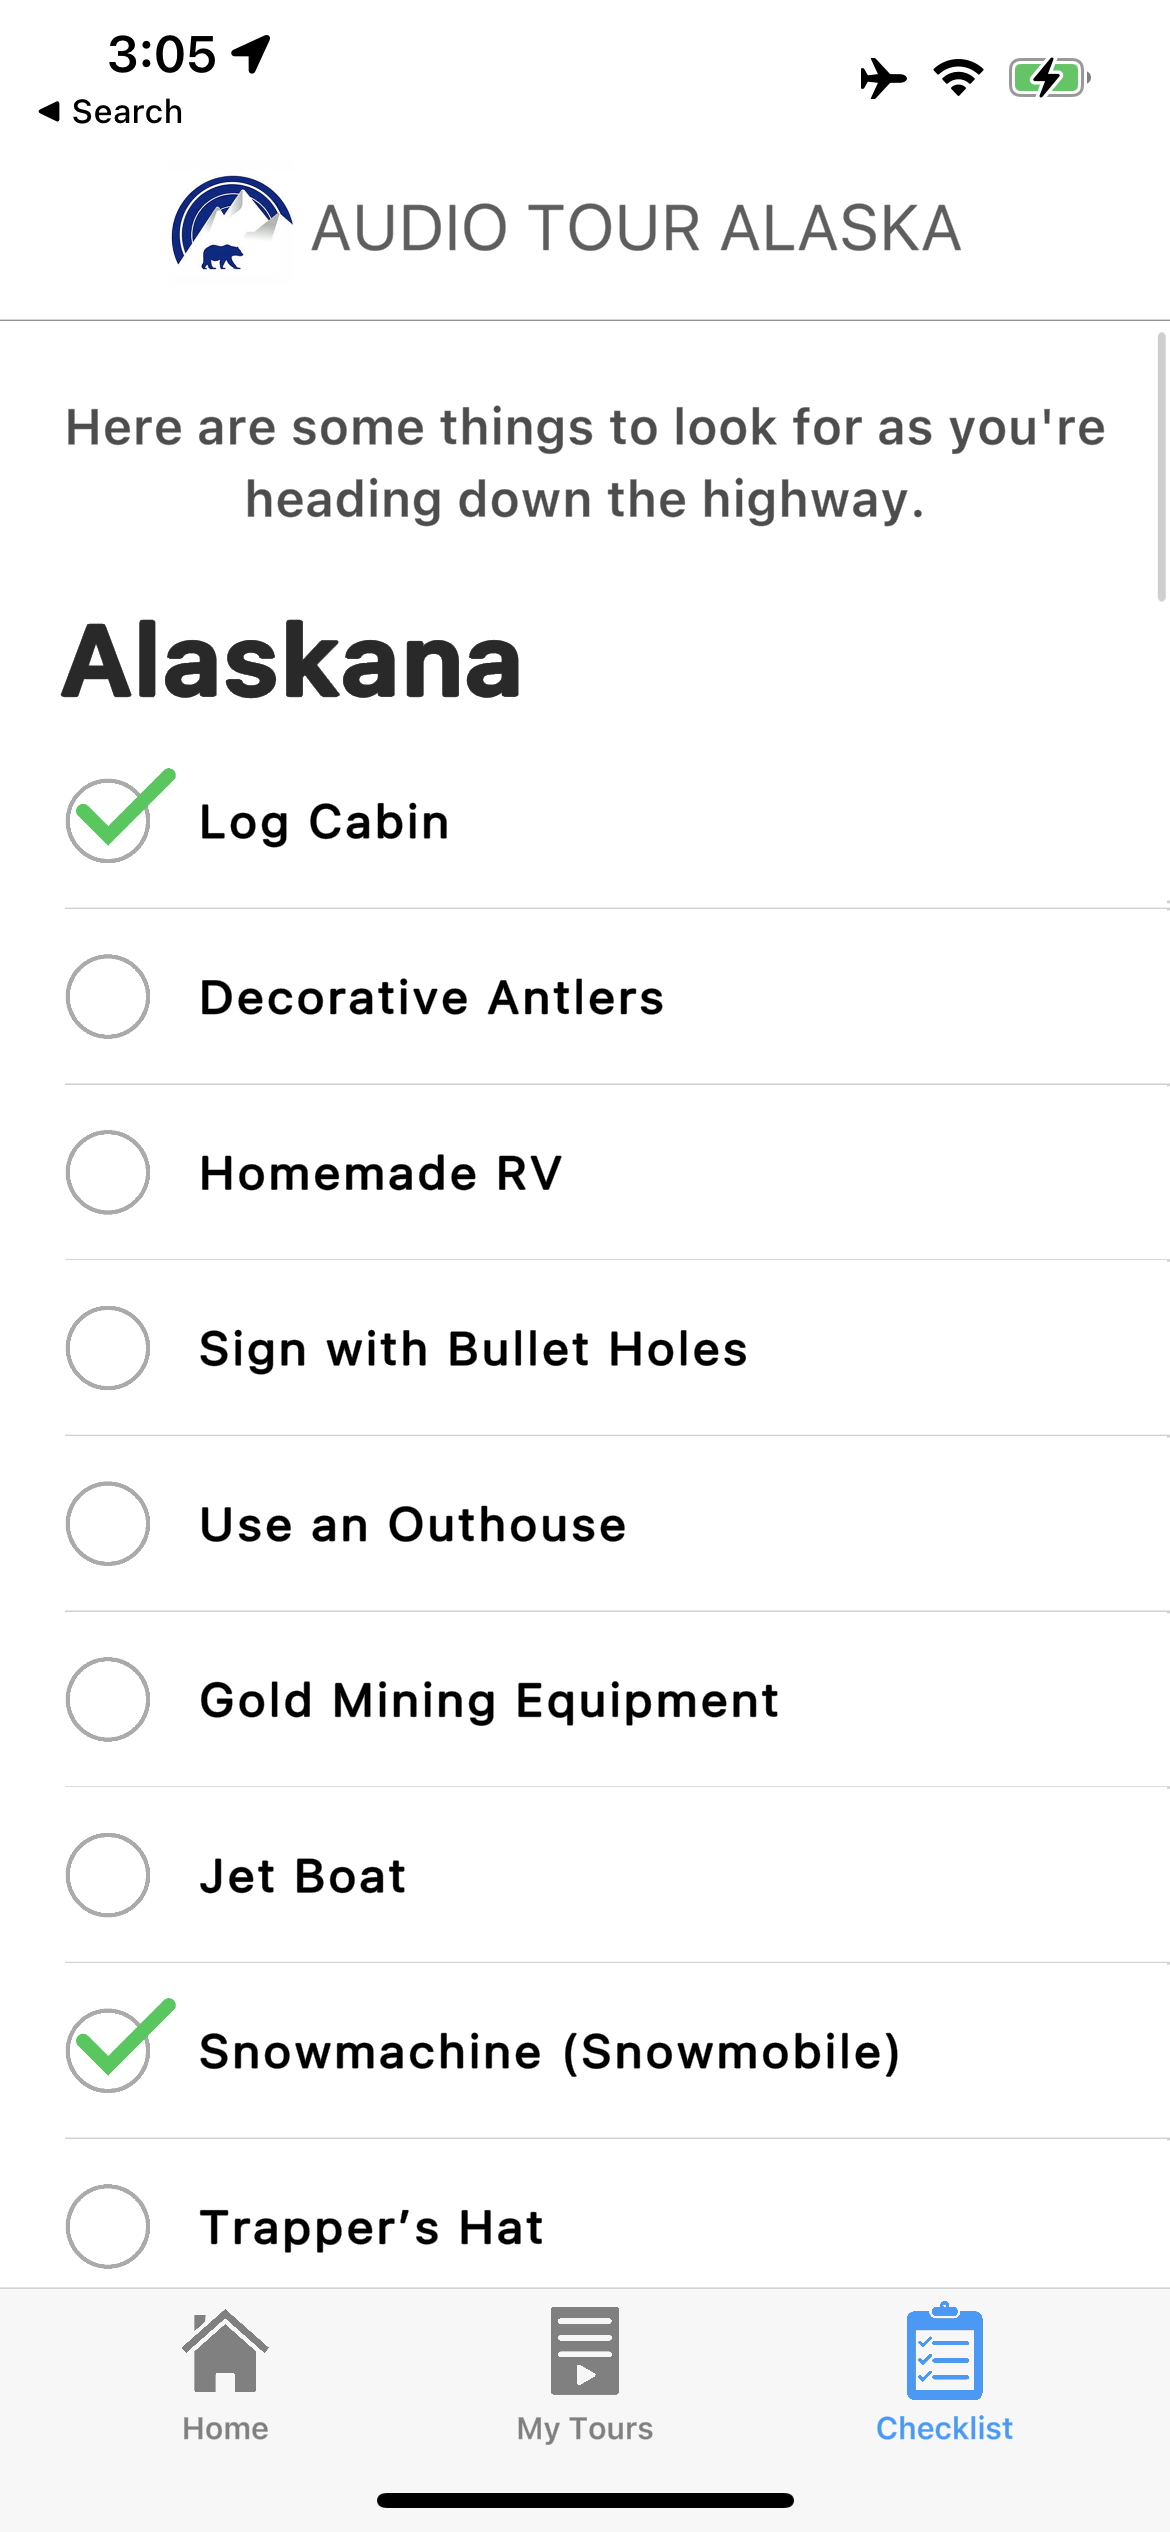 3:05
Search
AUDIO TOUR ALASKA
Here are some things to look for as you're
heading down the highway.
Alaskana
Log Cabin
Decorative Antlers
Homemade RV
Sign with Bullet Holes
Use an Outhouse
Gold Mining Equipment
Jet Boat
Snowmachine (Snowmobile)
Trapper’s Hat
Home
My Tours
Checklist